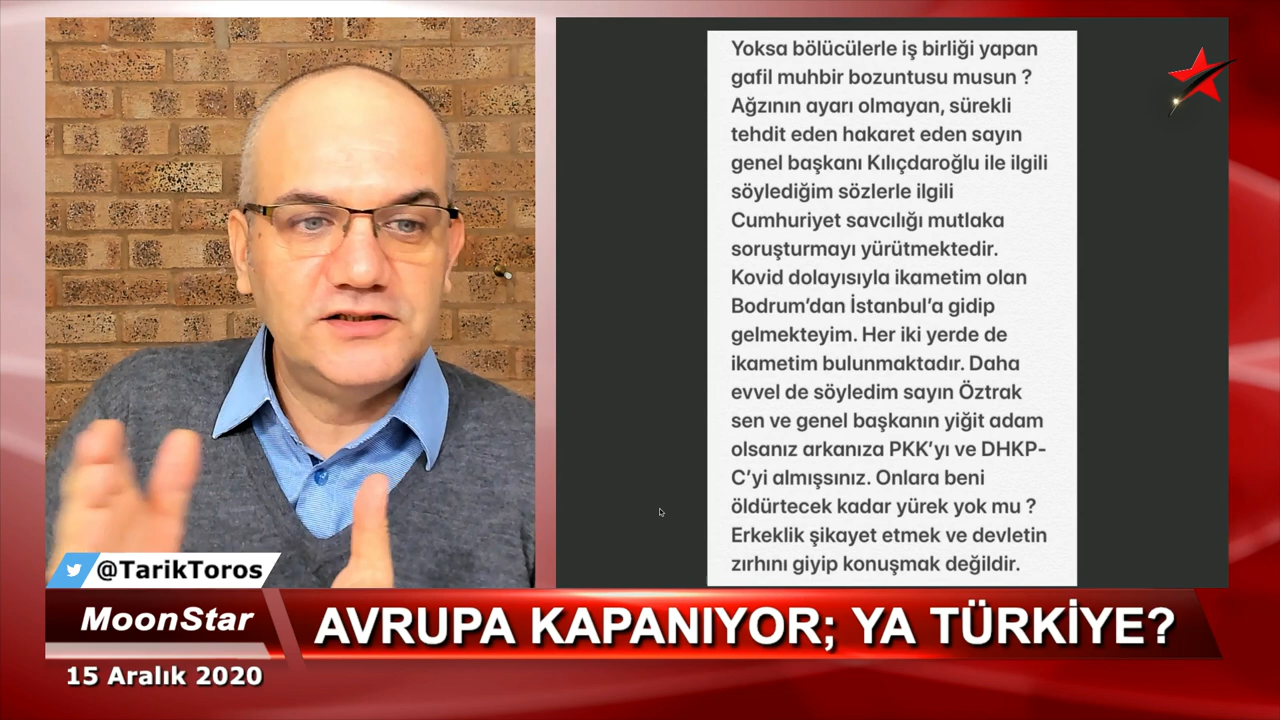 Yoksa bölücülerle iş birliği yapan
gafil muhbir bozuntusu musun ?
Ağzının ayarı olmayan, sürekli
tehdit eden hakaret eden sayın
genel başkanı Kılıçdaroğlu ile ilgili
söylediğim sözlerle ilgili
Cumhuriyet savcılığı mutlaka
soruşturmayı yürütmektedir.
Kovid dolayısıyla ikametim olan
Bodrum’dan İstanbul’a gidip
gelmekteyim. Her iki yerde de
ikametim bulunmaktadır. Daha
evvel de söyledim sayın Öztrak
sen ve genel başkanın yiğit adam
olsanız arkanıza PKK’yı ve DHKP-
C’yi almışsınız. Onlara beni
öldürtecek kadar yürek yok mu ?
Erkeklik şikayet etmek ve devletin
zırhını giyip konuşmak değildir.
@TarikToros
MoonStar
AVRUPA KAPANIYOR; YA TÜRKİYE?
15 Aralık 2020